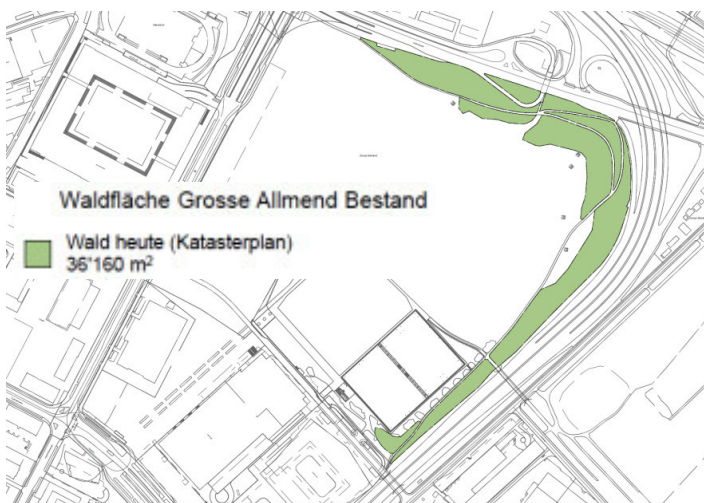 Waldfläche Grosse Allmend Bestand
Wald heute (Katasterplan)
36'160 m²